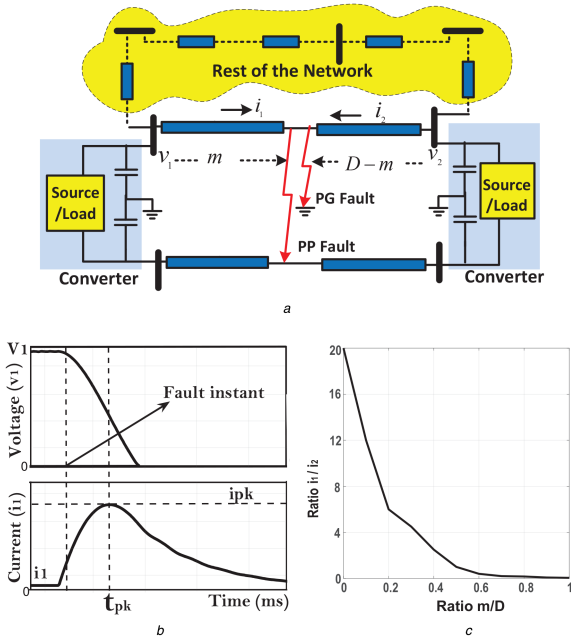 Rest of the Network
i1
i2
v1
m
D – m
v2
Source
/Load
PG Fault
Source
/Load
PP Fault
Converter
Converter
a
V1
Voltage (v1)
0
Fault instant
ipk
Current (i1)
i1
0
tpk
Time (ms)
b
20
16
12
8
4
0
Ratio i1 / i2
0
0.2
0.4
0.6
0.8
1
Ratio m/D
c